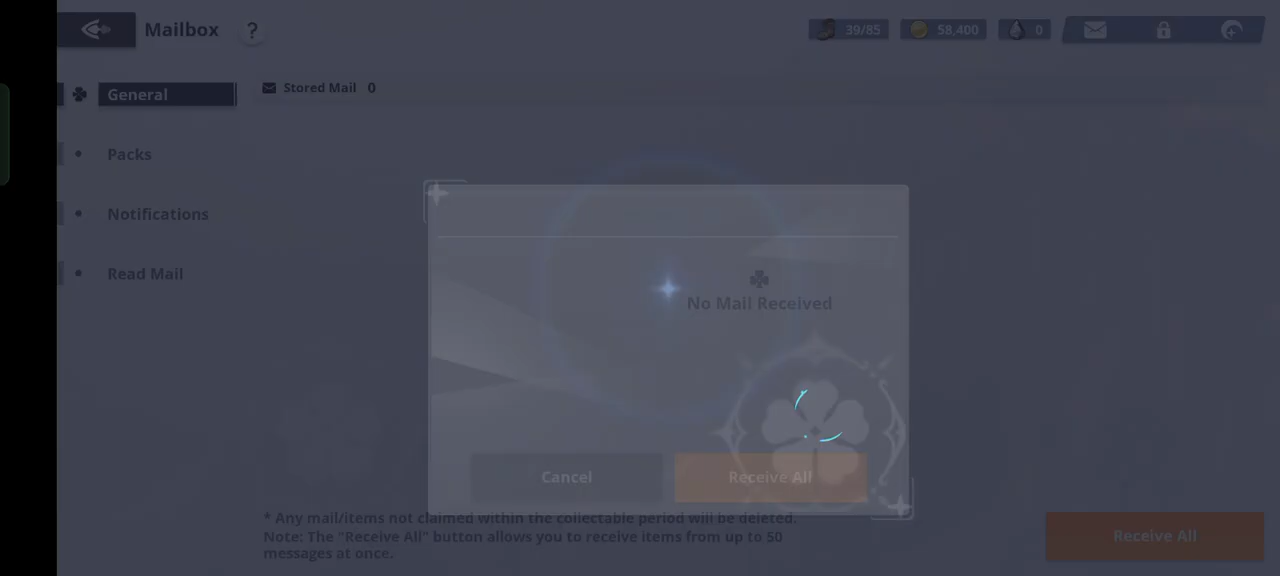 Mailbox
?
39/85
58,400
0
General
Stored Mail 0
Packs
Notifications
Read Mail
No Mail Received
Cancel
Receive All
* Any mail/items not claimed within the collectable period will be deleted.
Note: The "Receive All" button allows you to receive items from up to 50
messages at once.
Receive All